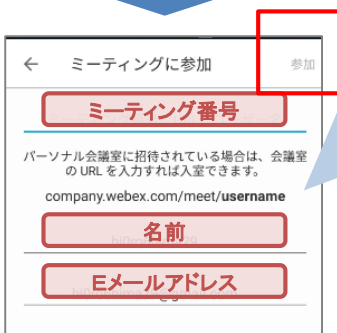 ← ミーティングに参加 参加
ミーティング番号
パーソナル会議室に招待されている場合は、会議室
の URL を入力すれば入室できます。
company.webex.com/meet/username
名前
Eメールアドレス